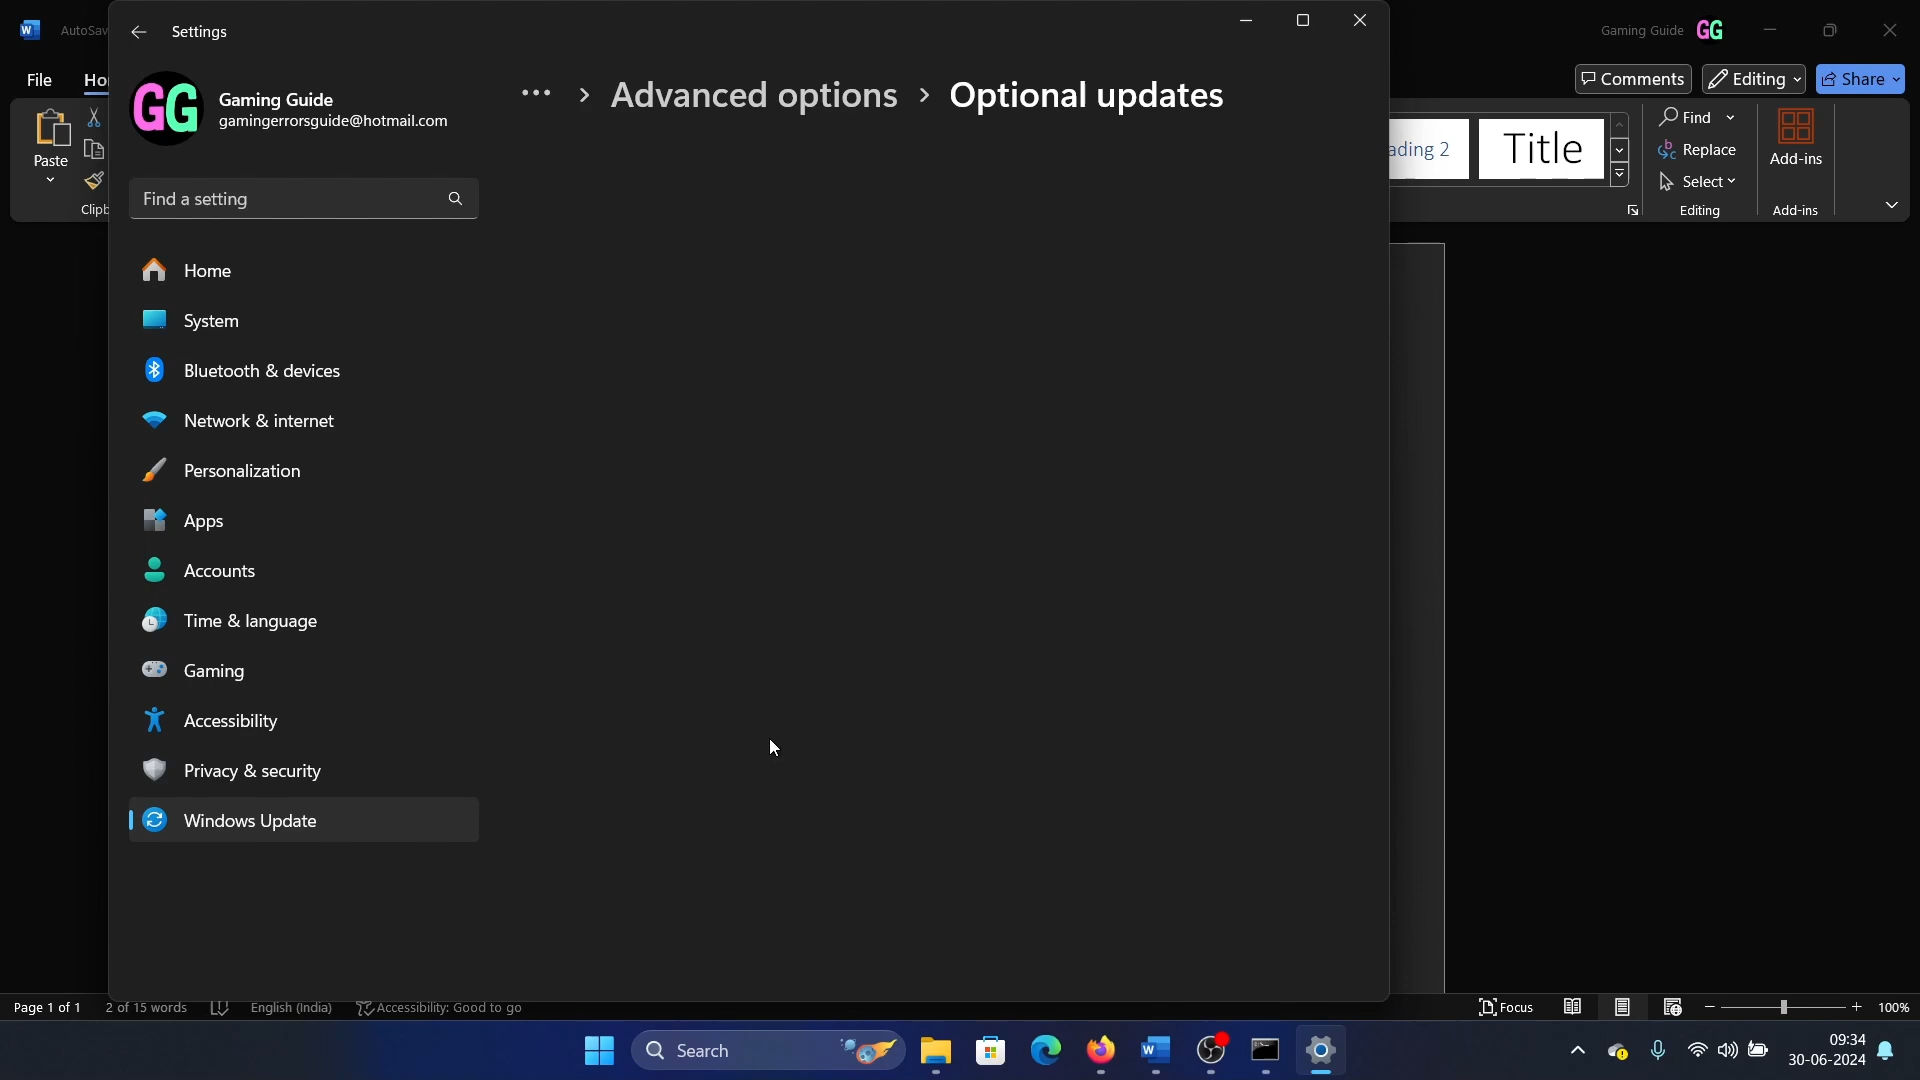 AutoSav
Settings
Gaming Guide
GG
File
Ho
GG
Gaming Guide
gamingerrorsguide@hotmail.com
Advanced options > Optional updates
Comments
Editing
Share
Paste
Clipb
ading 2
Title
Find
Replace
Select
Editing
Add-ins
Add-ins
Find a setting
Home
System
Bluetooth & devices
Network & internet
Personalization
Apps
Accounts
Time & language
Gaming
Accessibility
Privacy & security
Windows Update
Page 1 of 1
2 of 15 words
English (India)
Accessibility: Good to go
Focus
100%
Search
09:34
30-06-2024